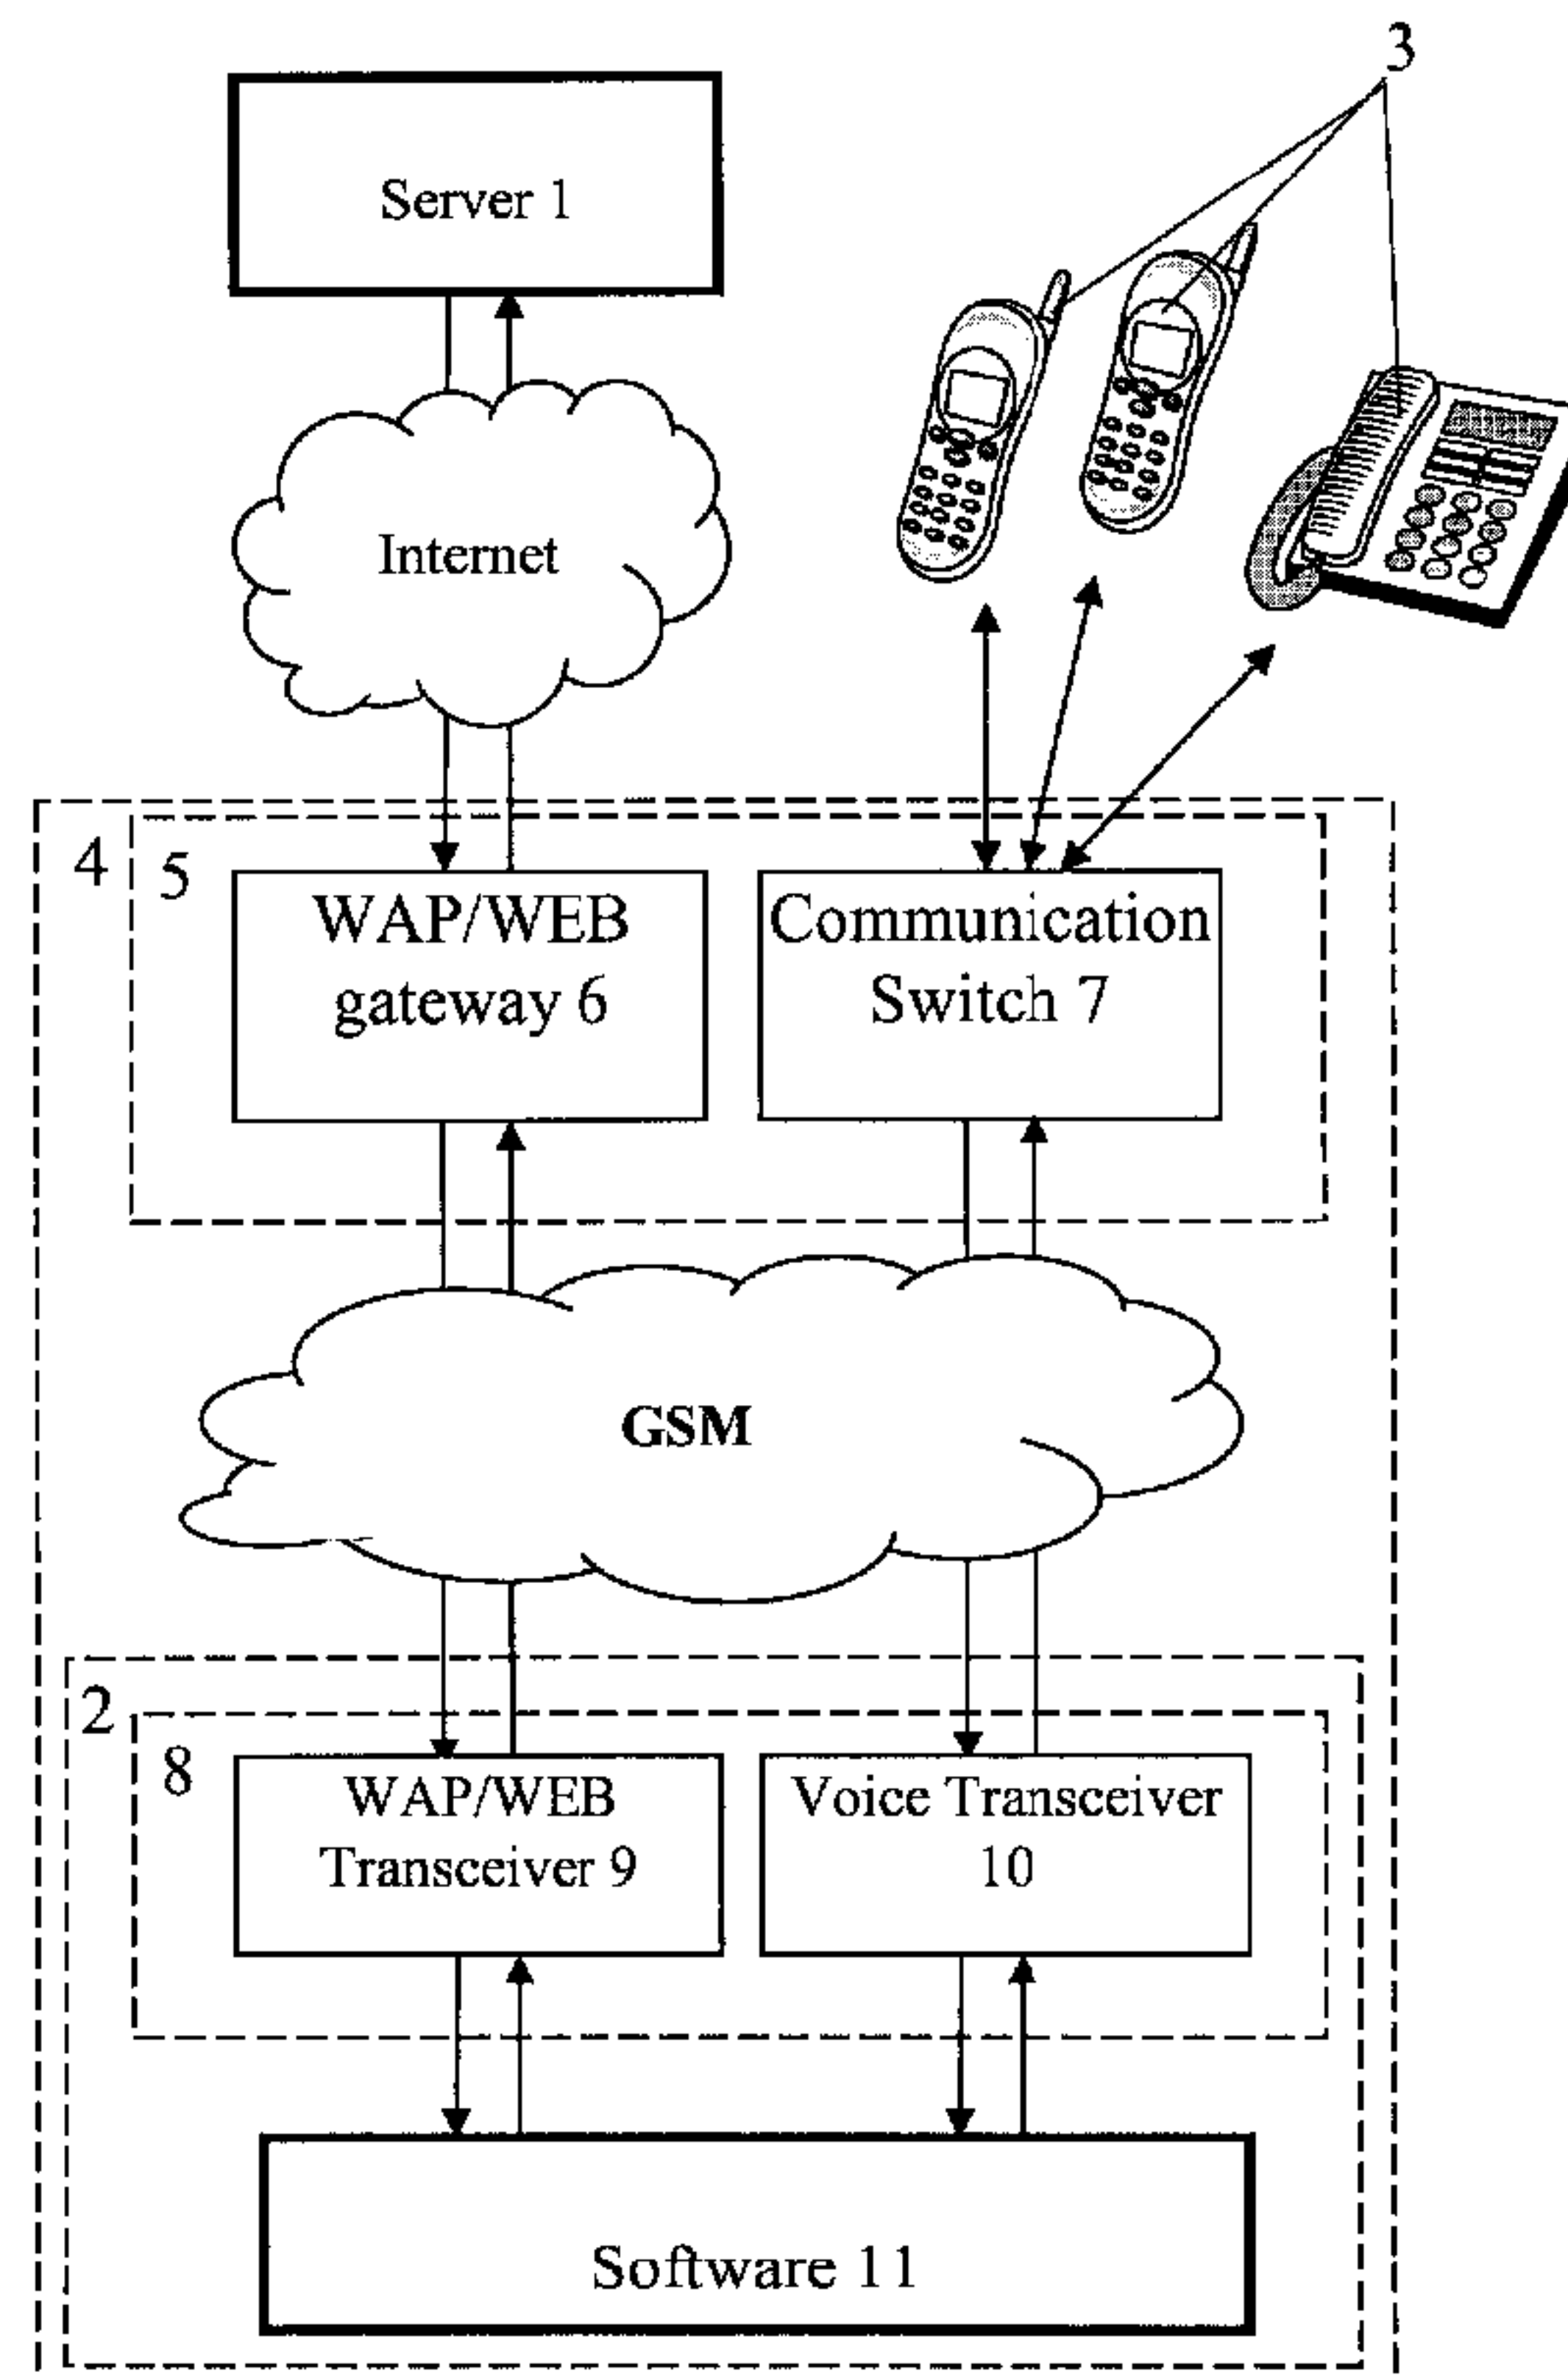 3
Server 1
Internet
4
5
WAP/WEB
gateway 6
Communication
Switch 7
GSM
2
8
WAP/WEB
Transceiver 9
Voice Transceiver
10
Software 11